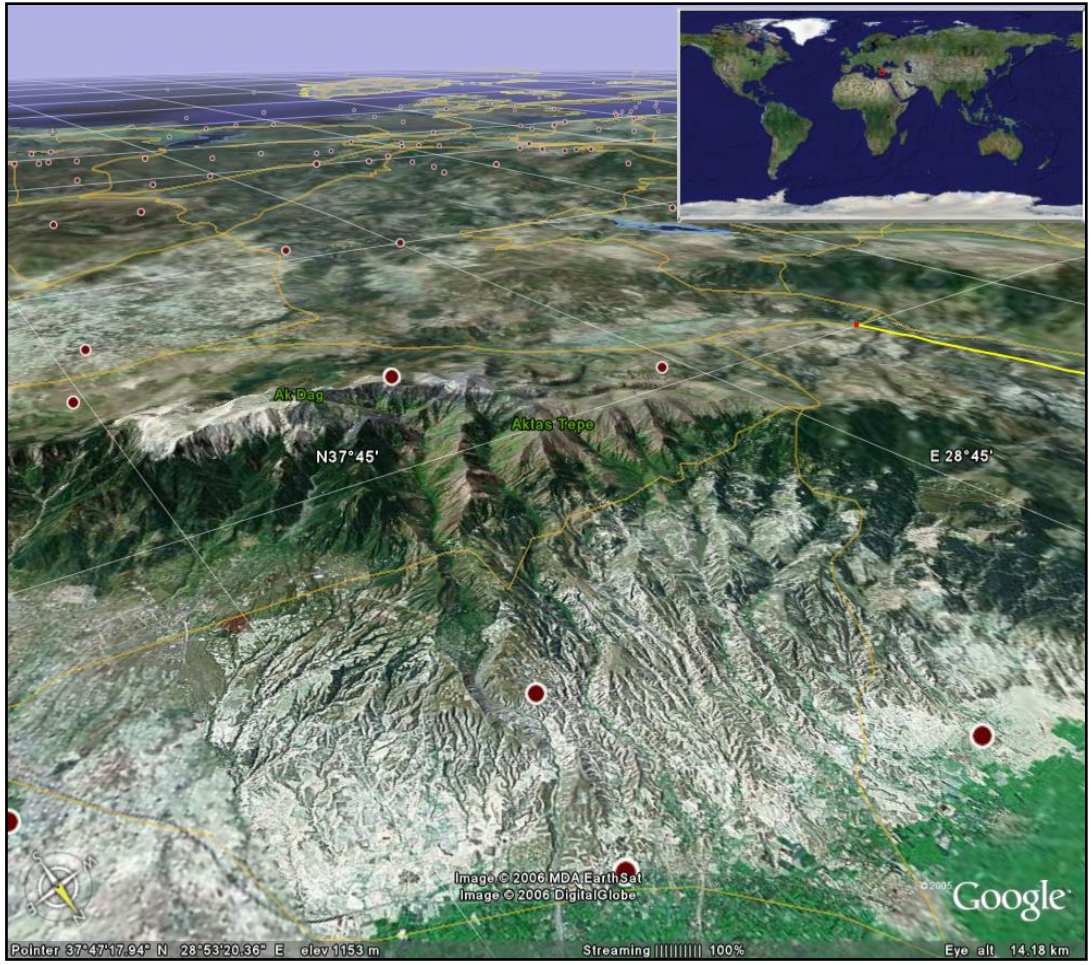 Ak Dag
Aktas Tepe
N37°45'
E 28°45'
Image © 2006 MDA EarthSat
Image © 2006 DigitalGlobe
© 2005 Google
Pointer 37°47'17.94" N 28°53'20.36" E elev 1153 m
Streaming |||||||||| 100%
Eye alt 14.18 km